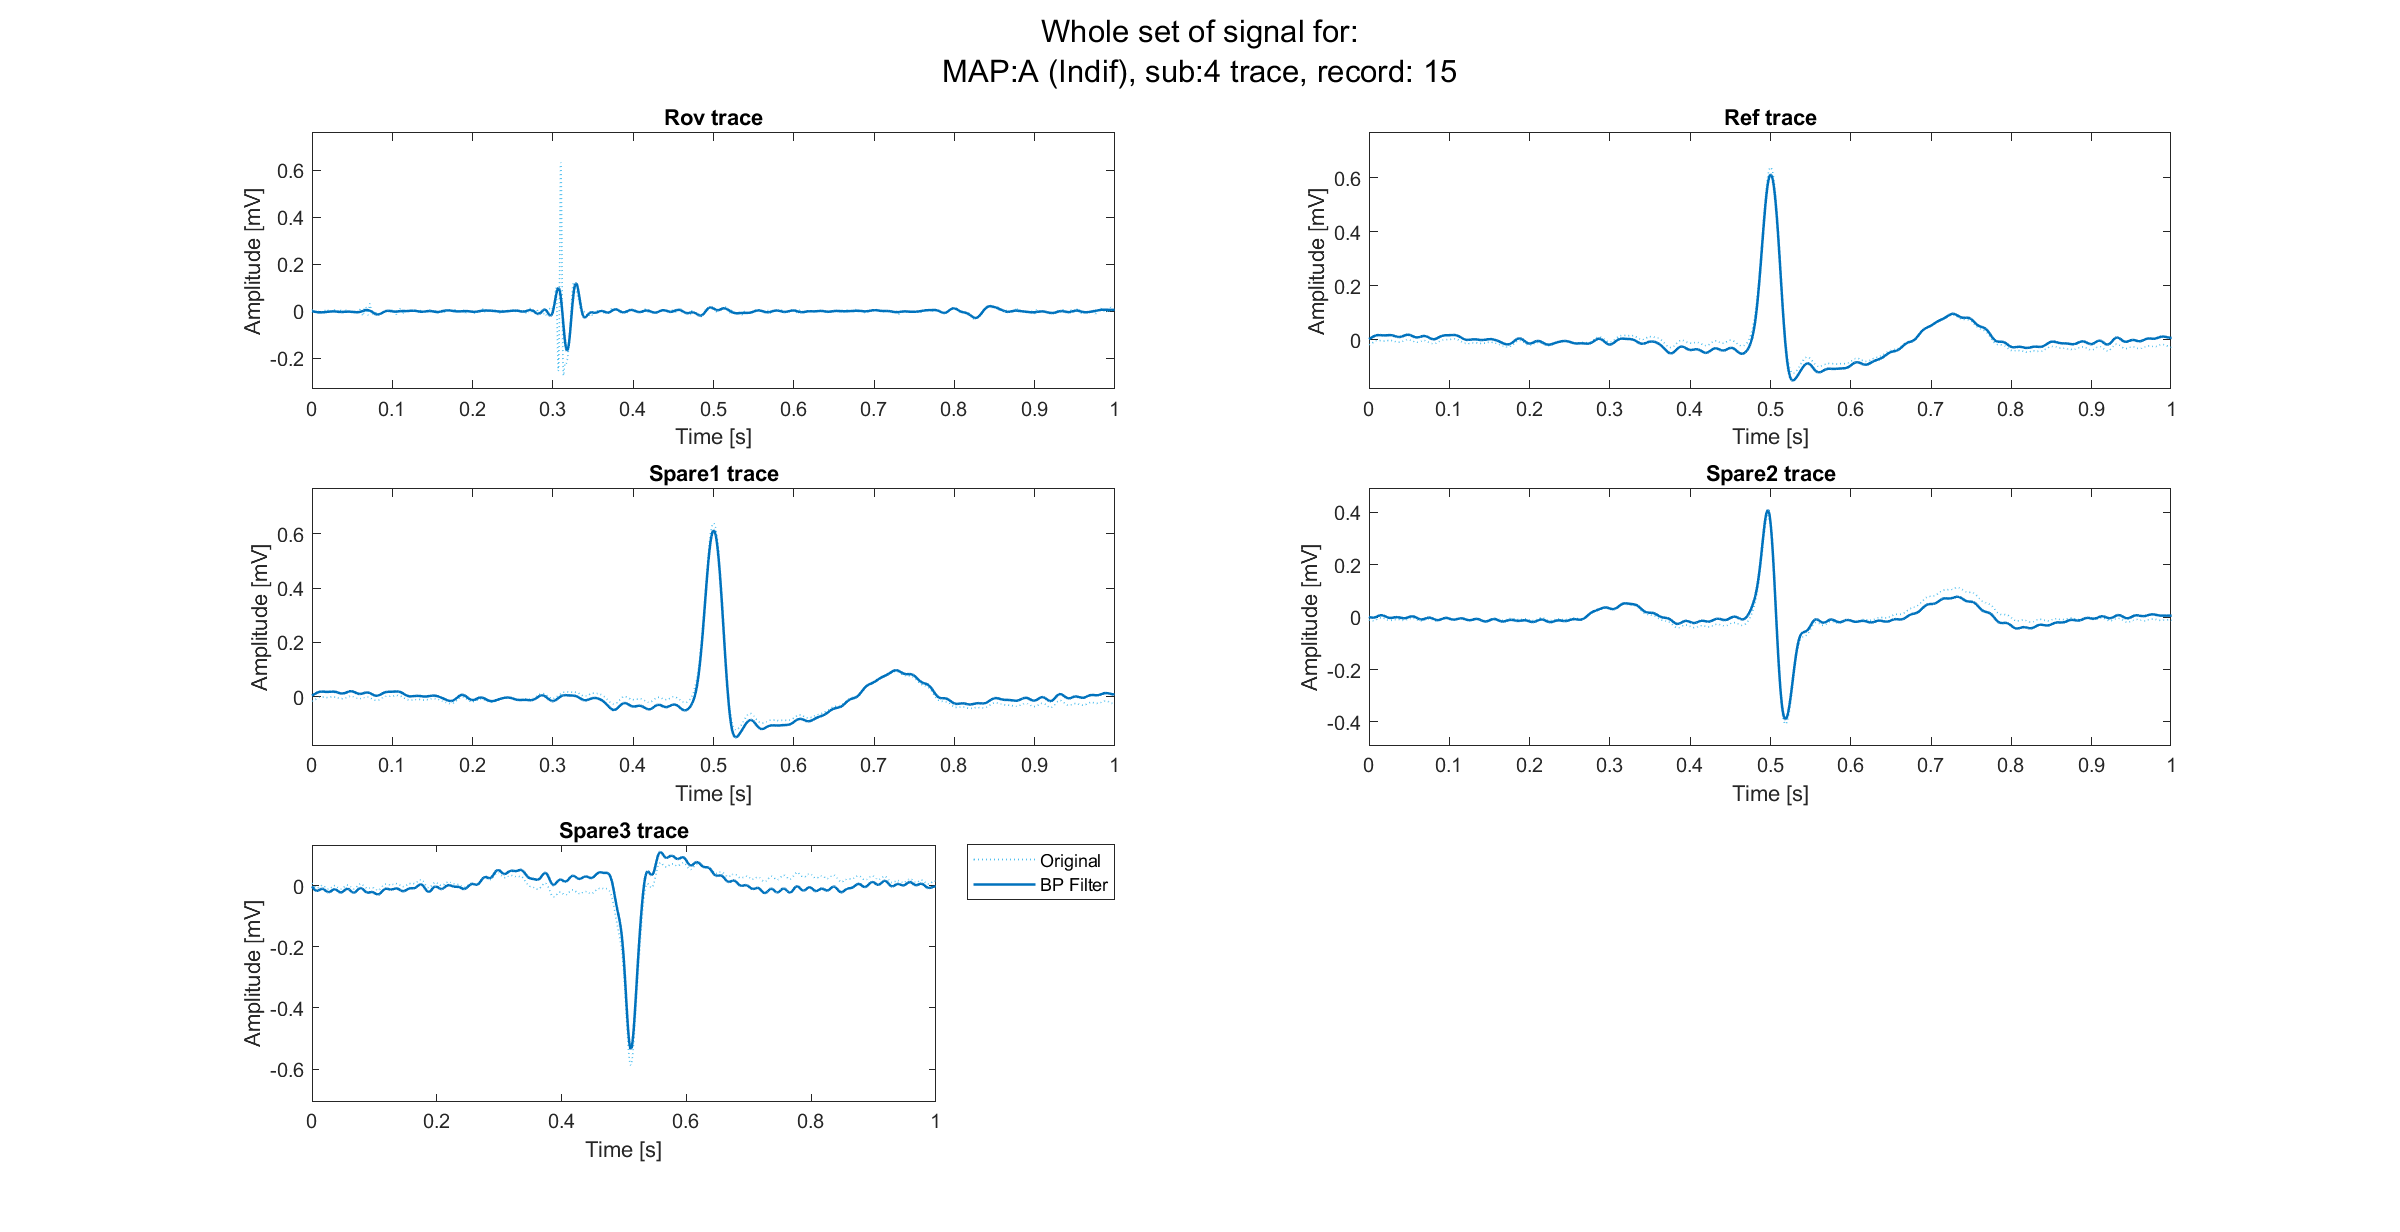 Whole set of signal for:
MAP:A (Indif), sub:4 trace, record: 15
Rov trace
Amplitude [mV]
0.6
0.4
0.2
0
-0.2
0 0.1 0.2 0.3 0.4 0.5 0.6 0.7 0.8 0.9 1
Time [s]
Ref trace
Amplitude [mV]
0.6
0.4
0.2
0
0 0.1 0.2 0.3 0.4 0.5 0.6 0.7 0.8 0.9 1
Time [s]
Spare1 trace
Amplitude [mV]
0.6
0.4
0.2
0
0 0.1 0.2 0.3 0.4 0.5 0.6 0.7 0.8 0.9 1
Time [s]
Spare2 trace
Amplitude [mV]
0.4
0.2
0
-0.2
-0.4
0 0.1 0.2 0.3 0.4 0.5 0.6 0.7 0.8 0.9 1
Time [s]
Spare3 trace
Amplitude [mV]
0
-0.2
-0.4
-0.6
0 0.2 0.4 0.6 0.8 1
Time [s]
Original
BP Filter